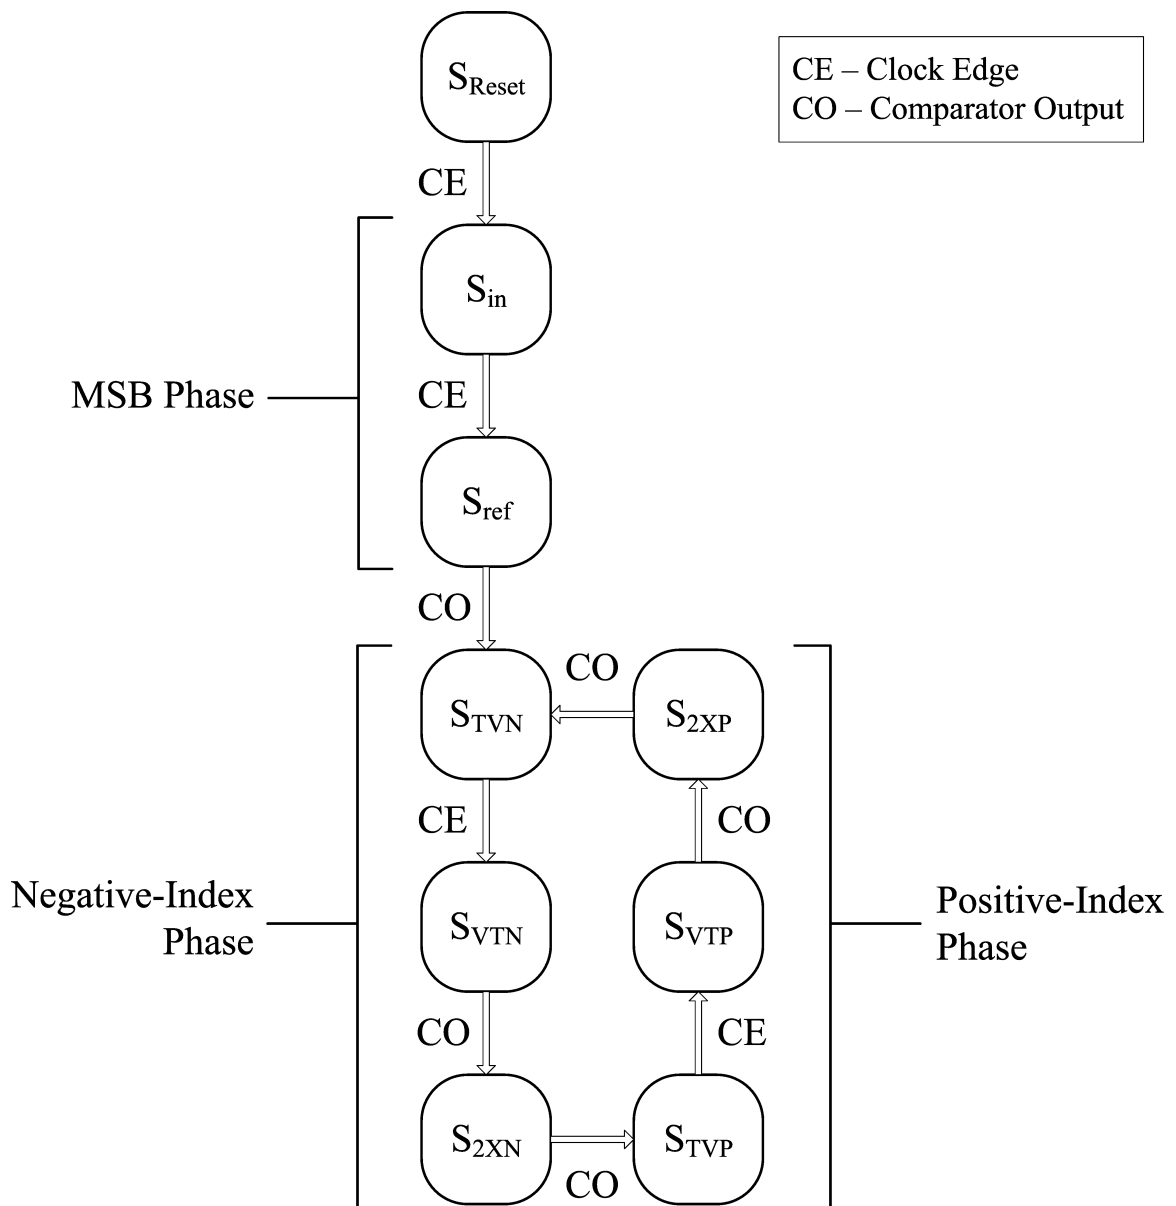 S_Reset
CE – Clock Edge
CO – Comparator Output
CE
S_in
MSB Phase
CE
S_ref
CO
S_TVN
CO
S_2XP
CE
CO
Negative-Index
Phase
S_VTN
S_VTP
Positive-Index
Phase
CO
CE
S_2XN
CO
S_TVP